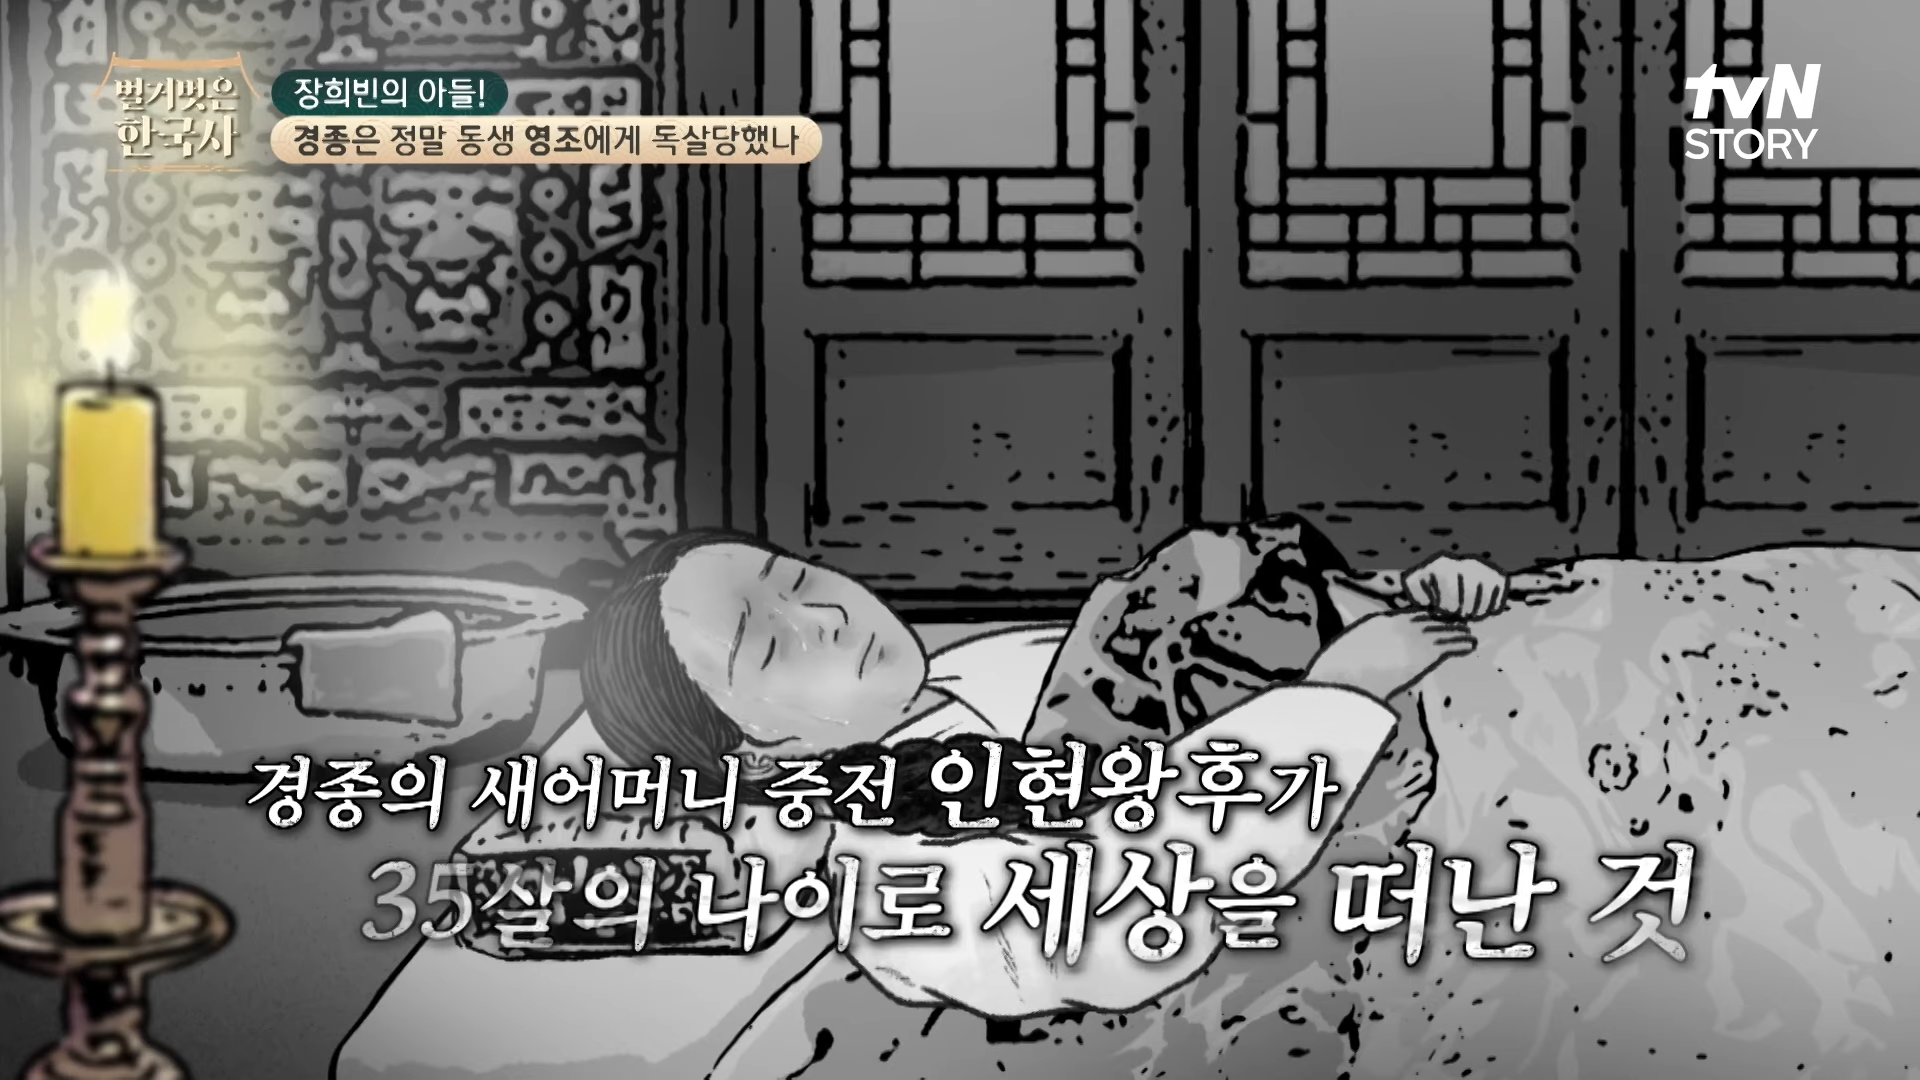 벌거벗은
한국사
장희빈의 아들!
경종은 정말 동생 영조에게 독살당했나
tvN
STORY
경종의 새어머니 중전 인현왕후가
35살의 나이로 세상을 떠난 것